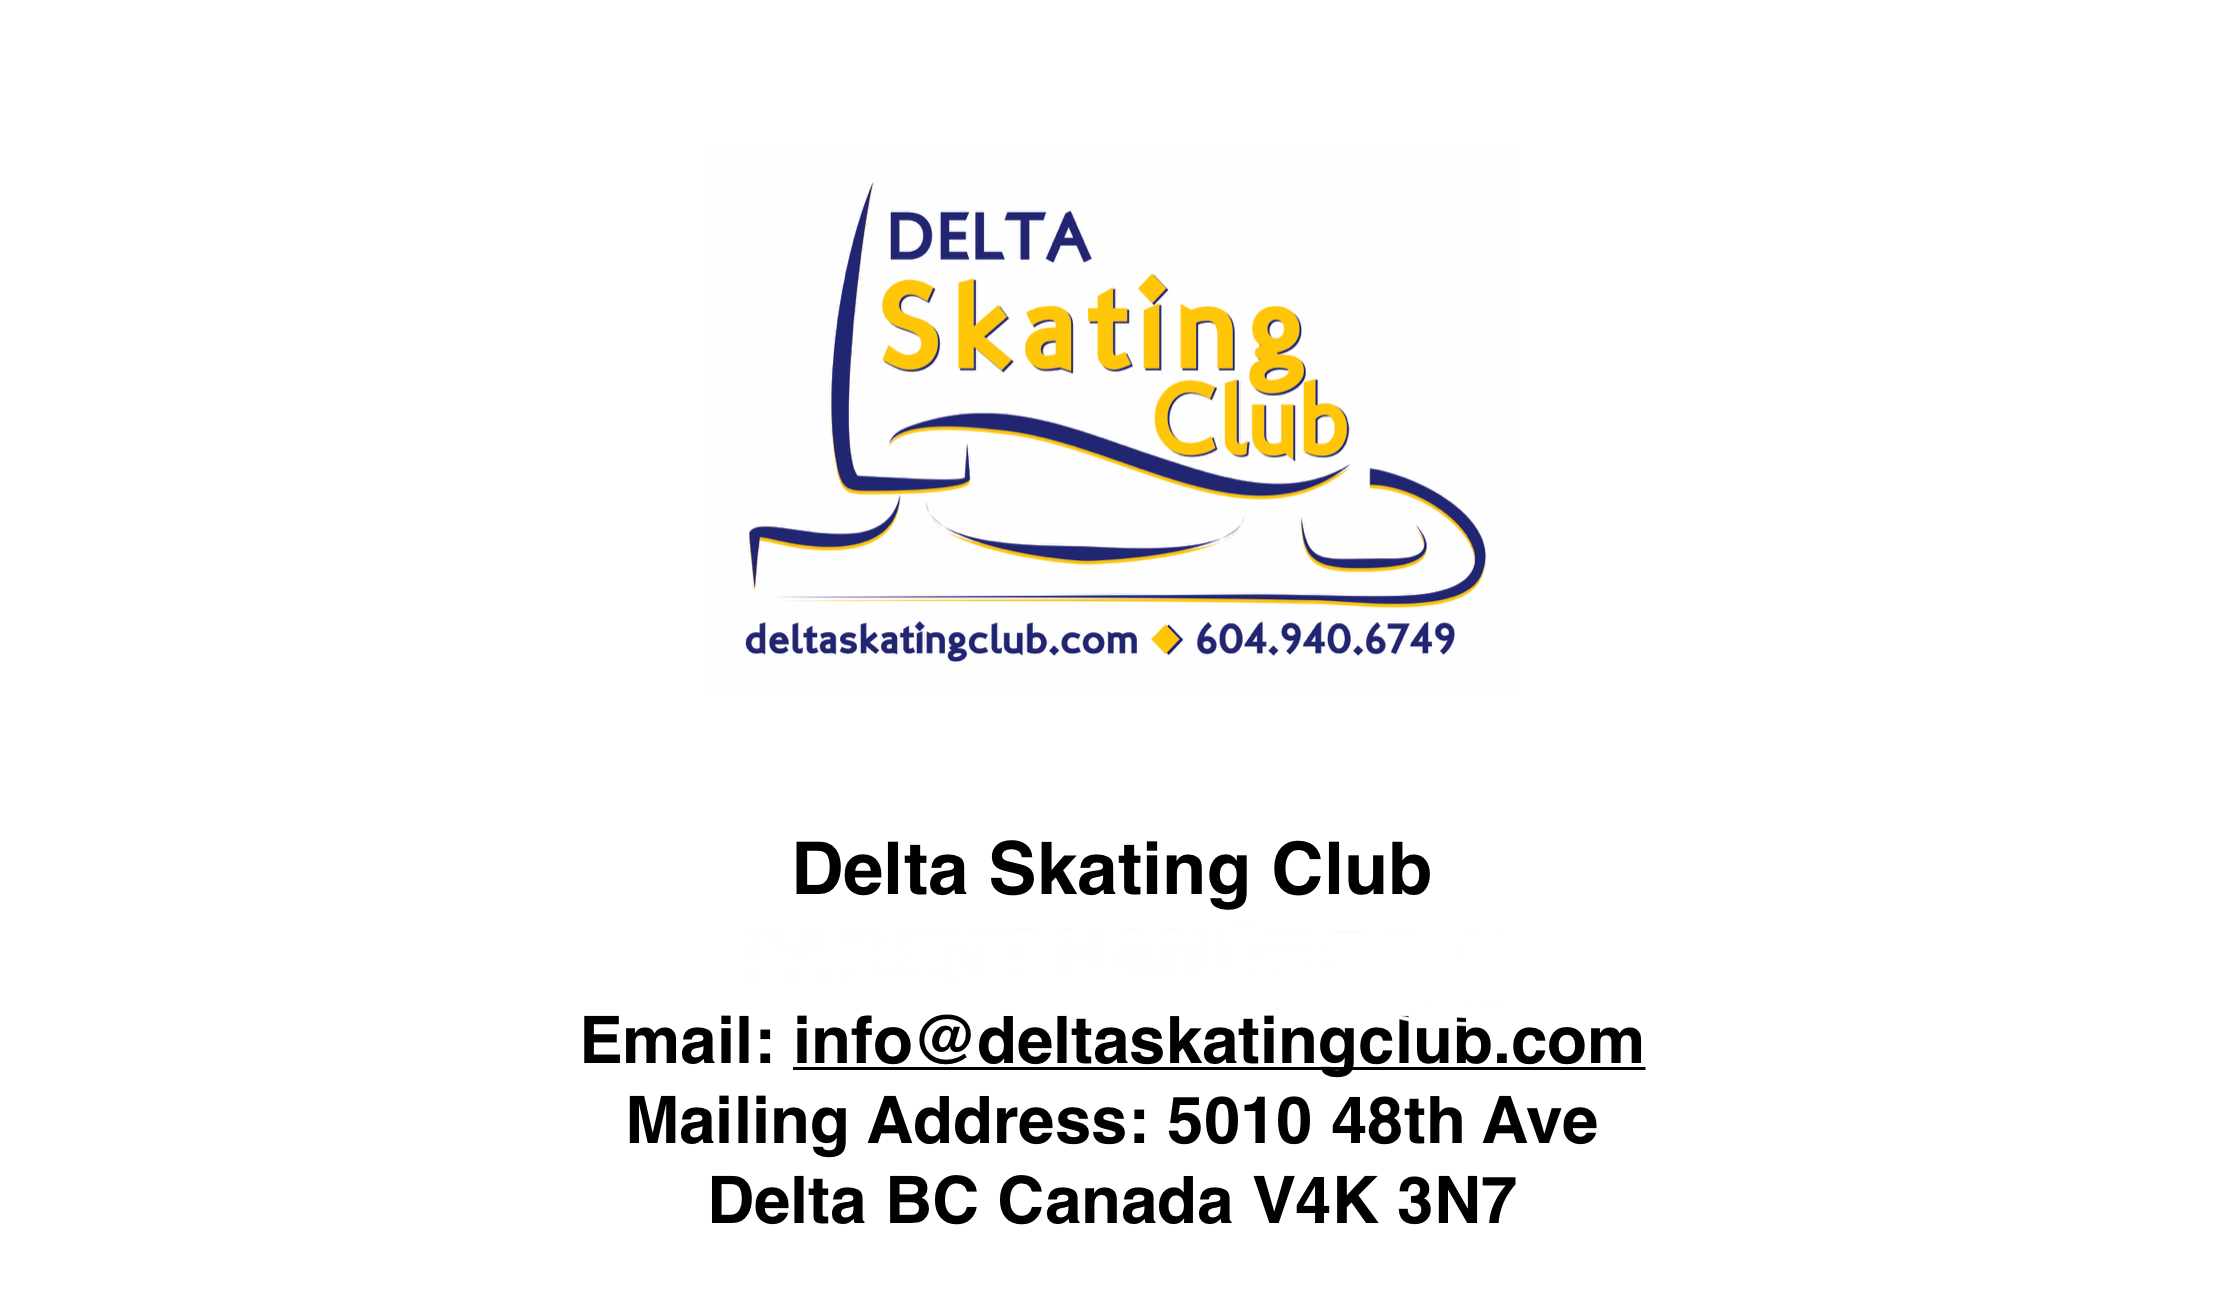 DELTA
Skating
Club
deltaskatingclub.com ◆ 604.940.6749
Delta Skating Club
Email: info@deltaskatingclub.com
Mailing Address: 5010 48th Ave
Delta BC Canada V4K 3N7